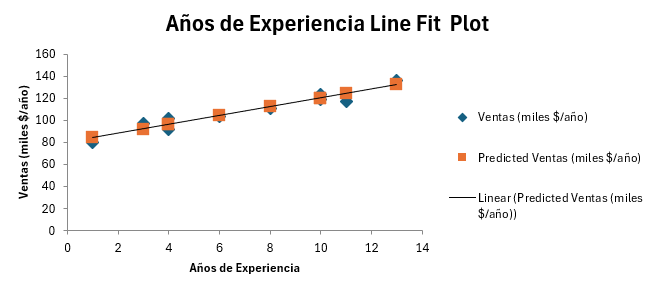 Años de Experiencia Line Fit Plot
Ventas (miles $/año)
160
140
120
100
80
60
40
20
0
0 2 4 6 8 10 12 14
Años de Experiencia
Ventas (miles $/año)
Predicted Ventas (miles $/año)
Linear (Predicted Ventas (miles
$/año))